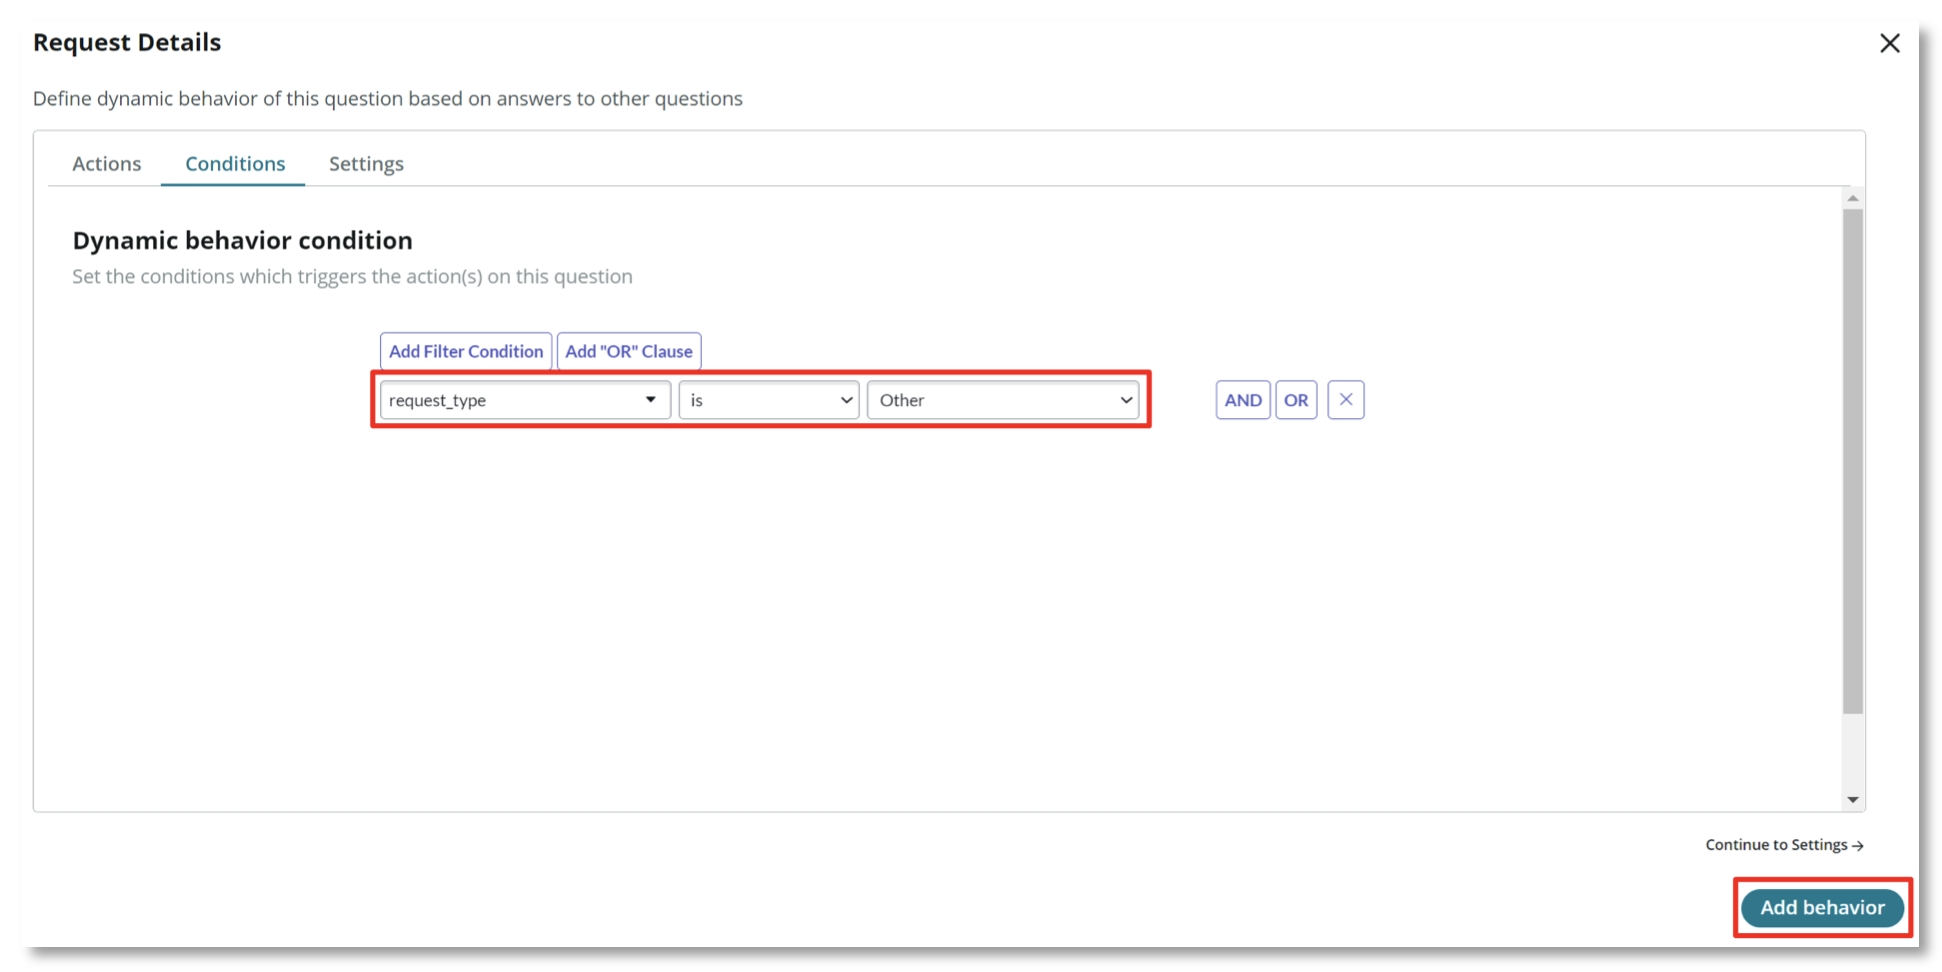 Request Details
Define dynamic behavior of this question based on answers to other questions
Actions Conditions Settings
Dynamic behavior condition
Set the conditions which triggers the action(s) on this question
Add Filter Condition Add "OR" Clause
request_type is Other AND OR
Continue to Settings →
Add behavior